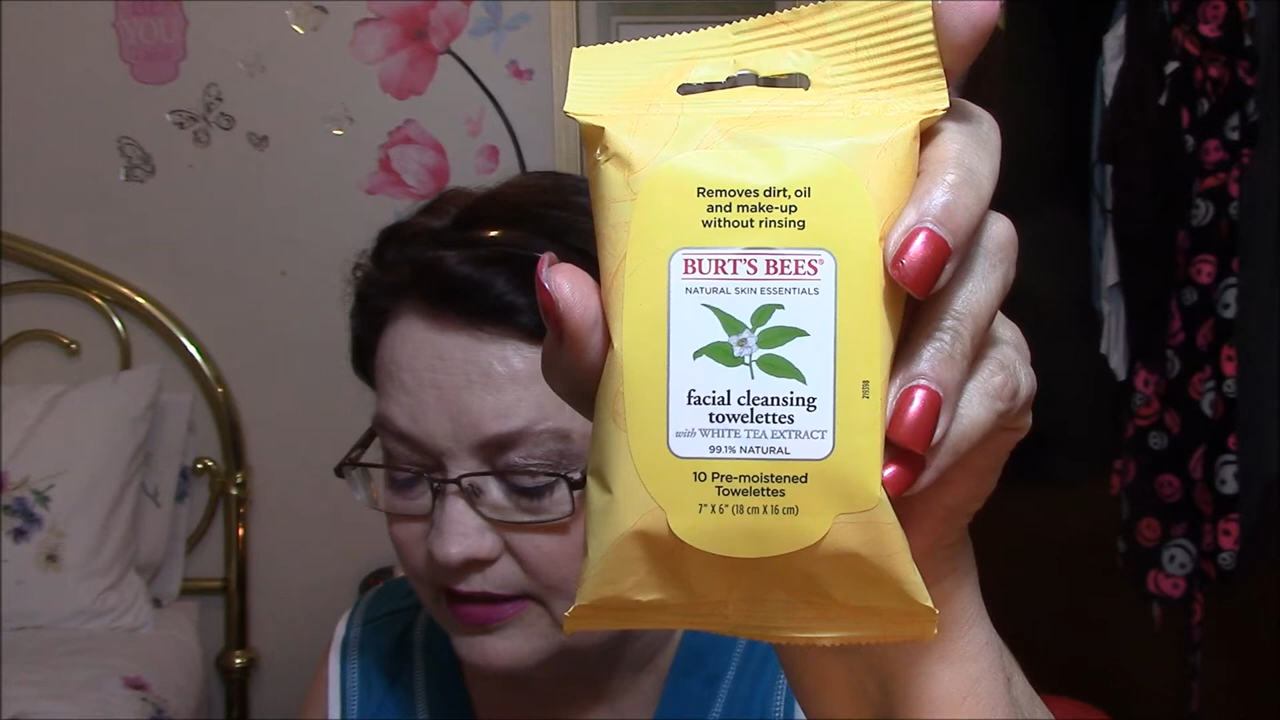 YOU
Removes dirt, oil
and make-up
without rinsing
BURT'S BEES®
NATURAL SKIN ESSENTIALS
facial cleansing
towelettes
with WHITE TEA EXTRACT
99.1% NATURAL
10 Pre-moistened
Towelettes
7" X 6" (18 cm X 16 cm)